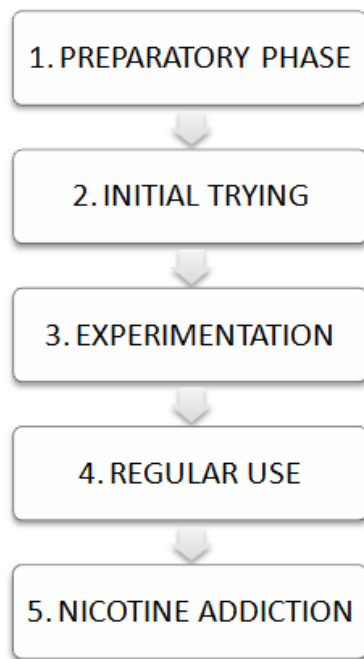 1. PREPARATORY PHASE
2. INITIAL TRYING
3. EXPERIMENTATION
4. REGULAR USE
5. NICOTINE ADDICTION